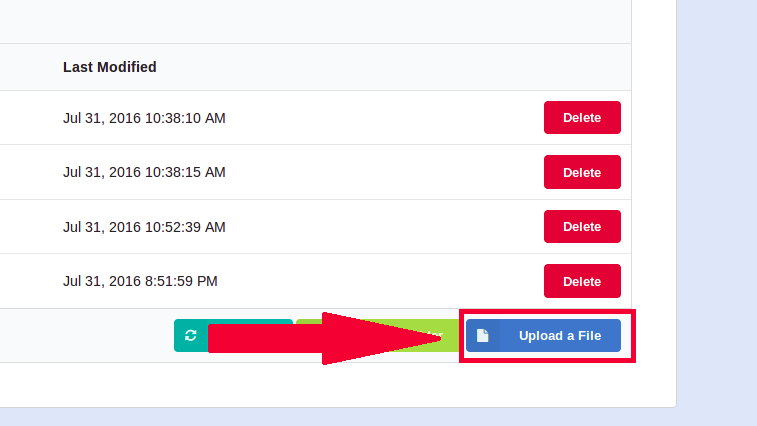 Last Modified
Jul 31, 2016 10:38:10 AM Delete
Jul 31, 2016 10:38:15 AM Delete
Jul 31, 2016 10:52:39 AM Delete
Jul 31, 2016 8:51:59 PM Delete
Upload a File